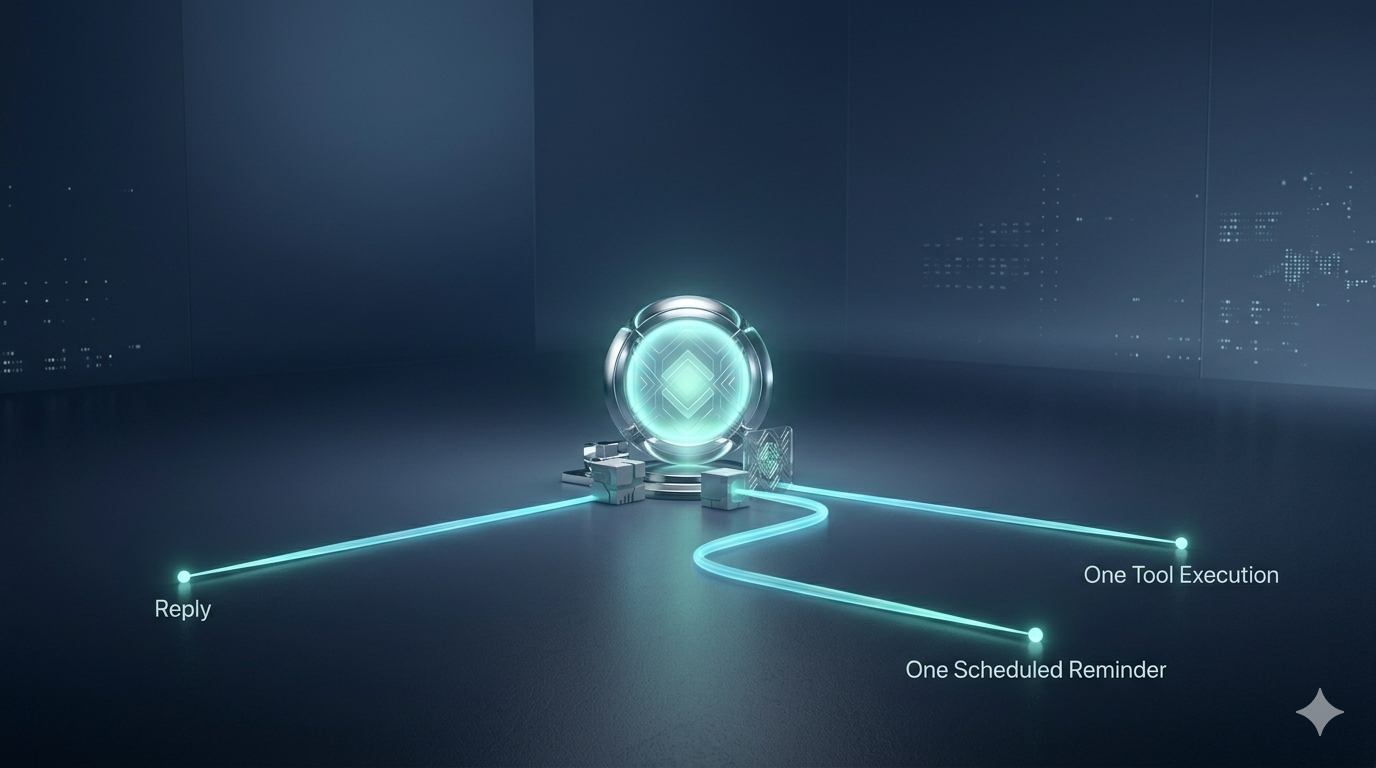 One Tool Execution
Reply
One Scheduled Reminder